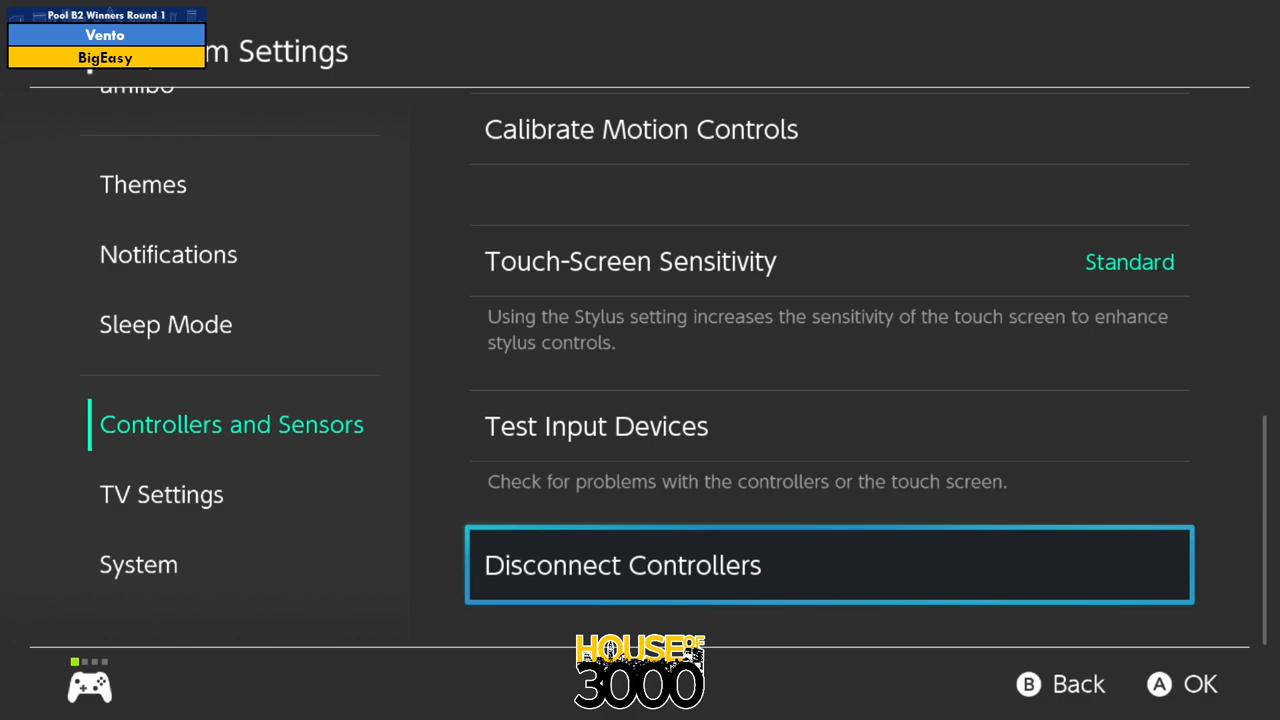 Pool B2 Winners Round 1
Vento
BigEasy
m Settings
amiibo
Themes
Notifications
Sleep Mode
Controllers and Sensors
TV Settings
System
Calibrate Motion Controls
Touch-Screen Sensitivity Standard
Using the Stylus setting increases the sensitivity of the touch screen to enhance
stylus controls.
Test Input Devices
Check for problems with the controllers or the touch screen.
Disconnect Controllers
HOUSE OF
3000
B Back A OK